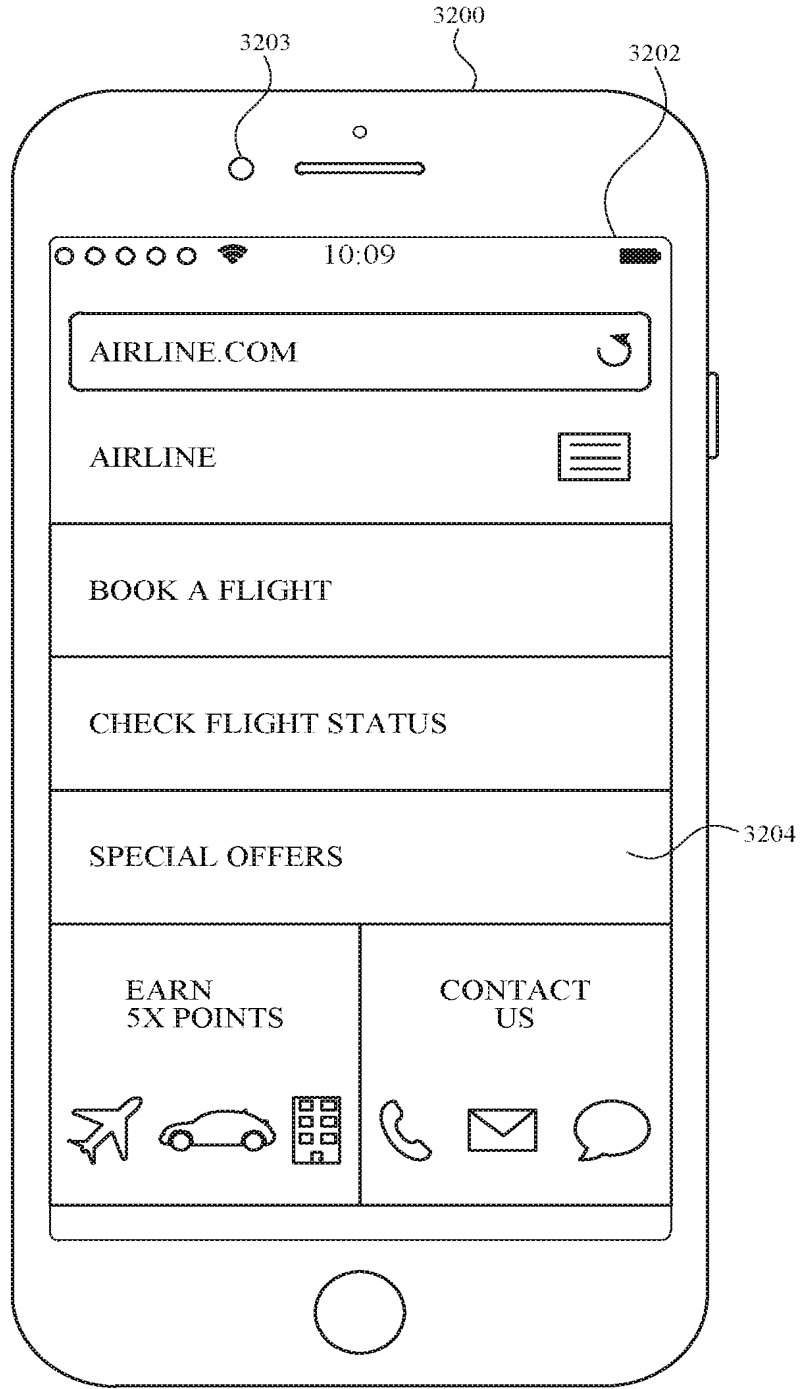 3200
3203
3202
10:09
AIRLINE.COM
AIRLINE
BOOK A FLIGHT
CHECK FLIGHT STATUS
SPECIAL OFFERS
3204
EARN
5X POINTS
CONTACT
US